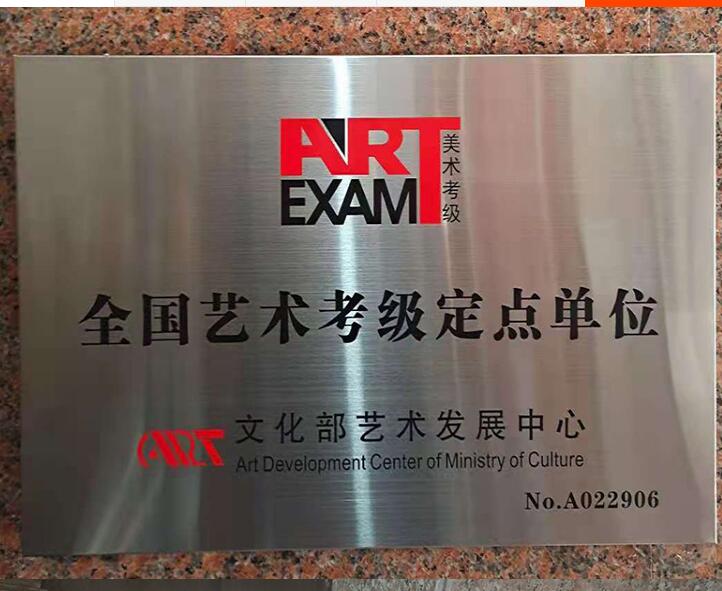 ART
EXAM
美术考级
全国艺术考级定点单位
ART
文化部艺术发展中心
Art Development Center of Ministry of Culture
No.A022906